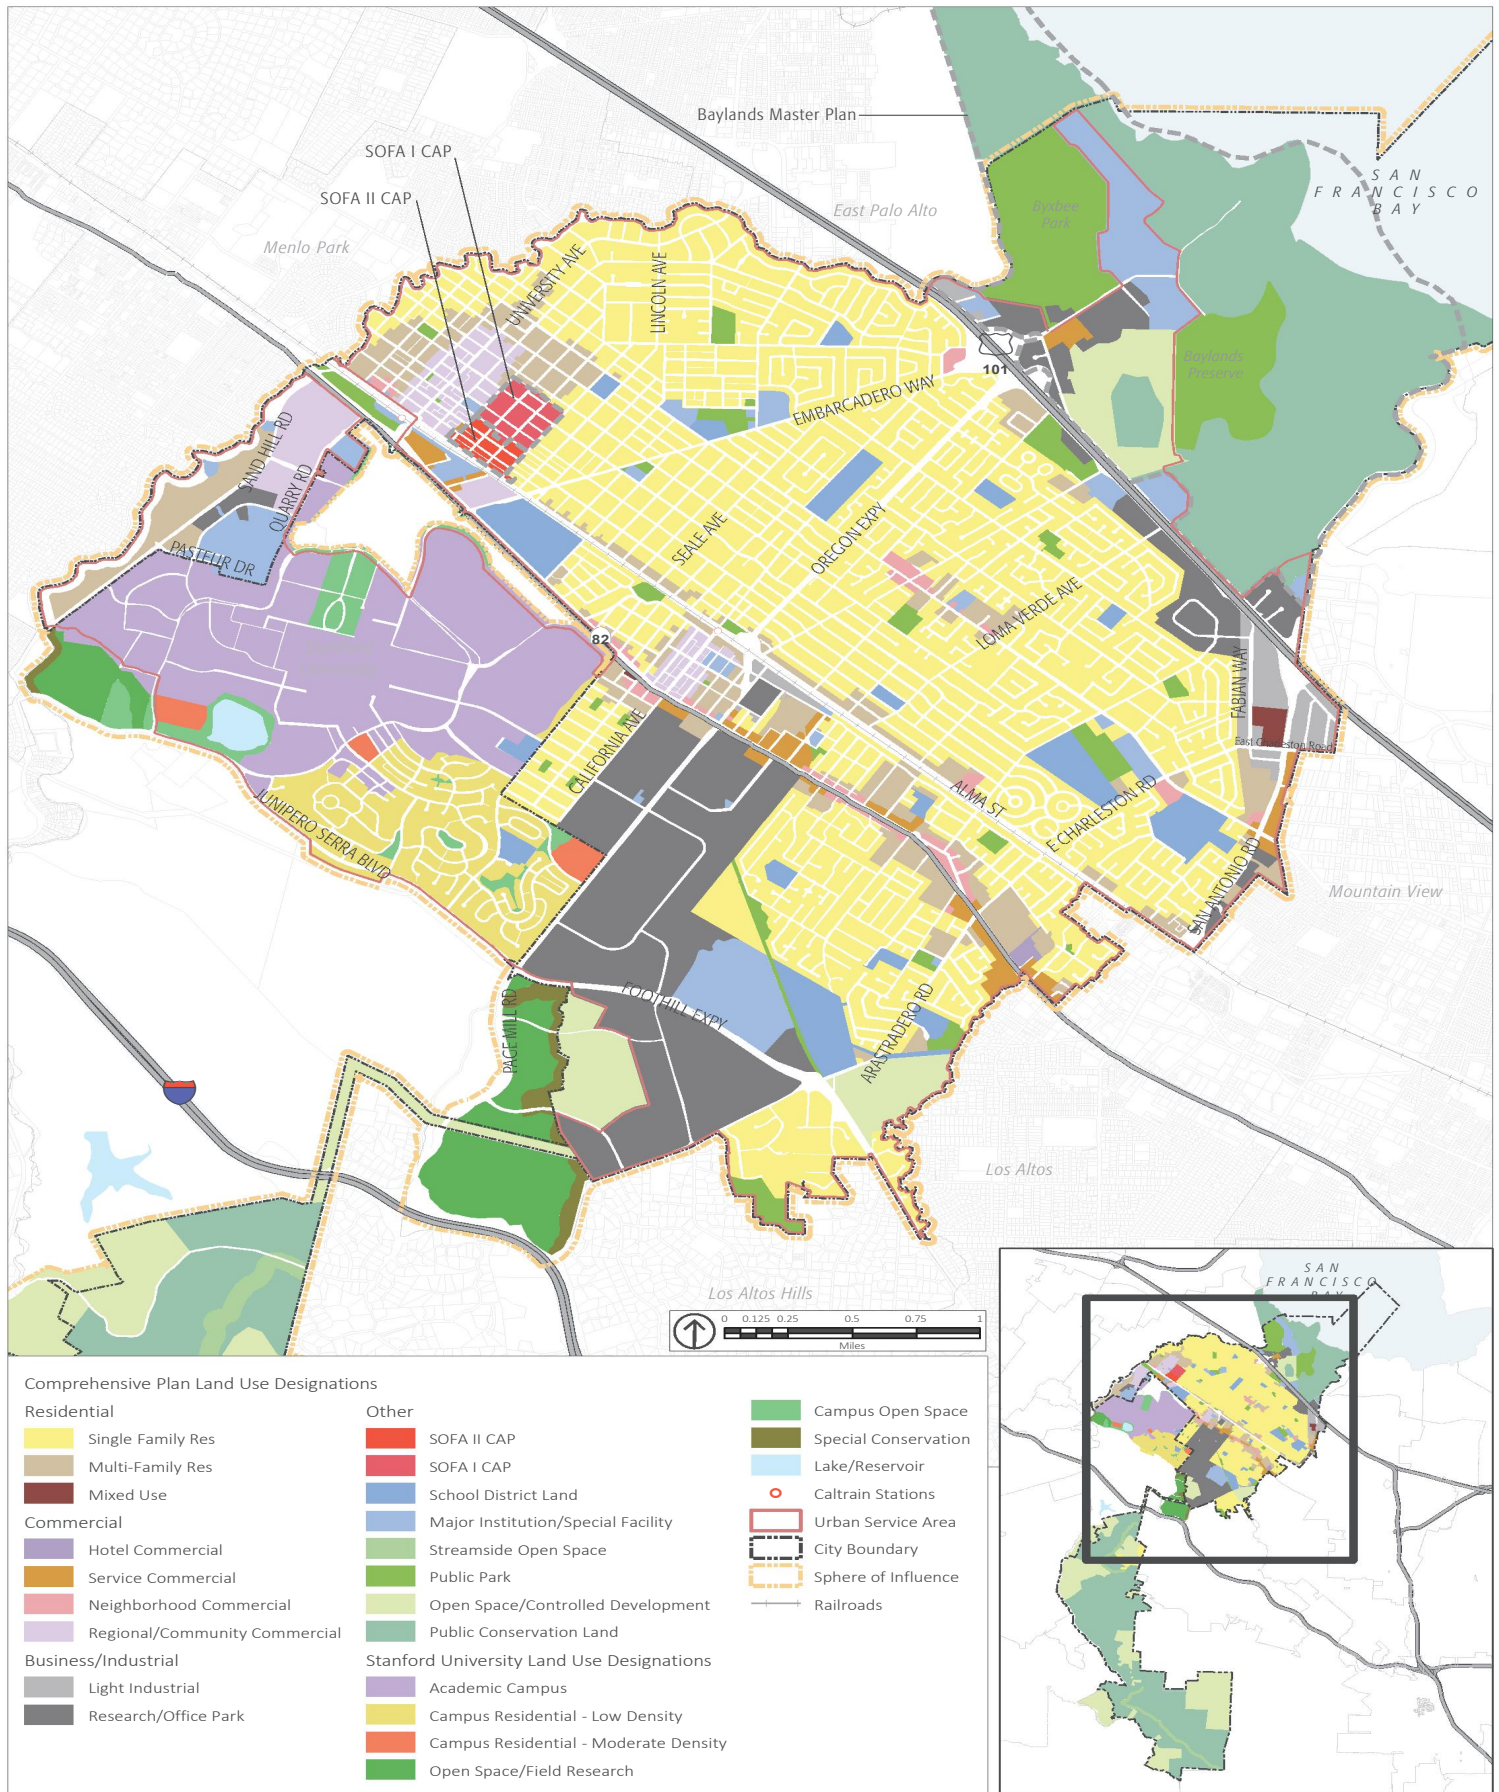 Baylands Master Plan
SOFA I CAP
SOFA II CAP
SAN
FRANCISCO
BAY
East Palo Alto
Byxbee
Park
Menlo Park
UNIVERSITY AVE
LINCOLN AVE
Baylands
Preserve
101
EMBARCADERO WAY
SAND HILL RD
QUARRY RD
PASTEUR DR
SEALE AVE
OREGON EXPY
LOMA VERDE AVE
82
FABIAN WAY
East Charleston Road
CALIFORNIA AVE
ALMA ST
E CHARLESTON RD
JUNIPERO SERRA BLVD
SAN ANTONIO RD
Mountain View
FOOTHILL EXPY
PAGE MILL RD
ARASTRADERO RD
Los Altos
Los Altos Hills
0 0.125 0.25 0.5 0.75 1
Miles
SAN
FRANCISCO
BAY
Comprehensive Plan Land Use Designations
Residential
Single Family Res
Multi-Family Res
Mixed Use
Commercial
Hotel Commercial
Service Commercial
Neighborhood Commercial
Regional/Community Commercial
Business/Industrial
Light Industrial
Research/Office Park
Other
SOFA II CAP
SOFA I CAP
School District Land
Major Institution/Special Facility
Streamside Open Space
Public Park
Open Space/Controlled Development
Public Conservation Land
Stanford University Land Use Designations
Academic Campus
Campus Residential - Low Density
Campus Residential - Moderate Density
Open Space/Field Research
Campus Open Space
Special Conservation
Lake/Reservoir
Caltrain Stations
Urban Service Area
City Boundary
Sphere of Influence
Railroads